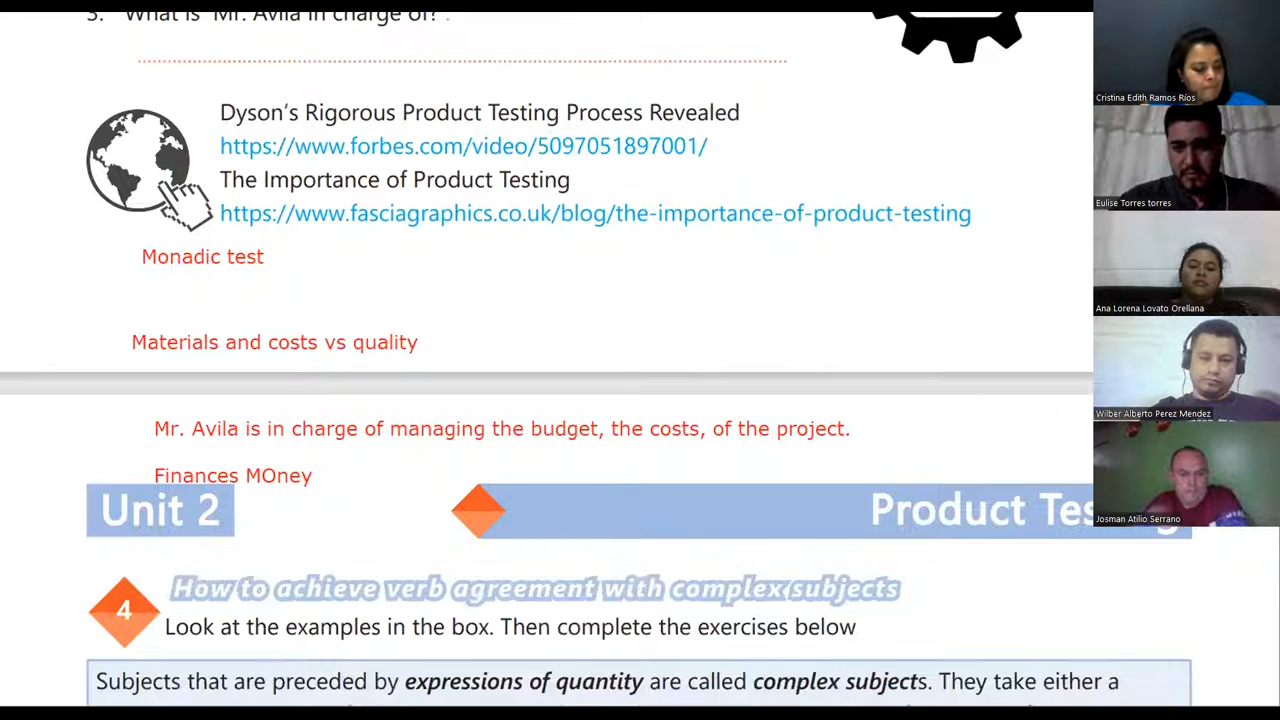 3. What is Mr. Avila in charge of?
Dyson's Rigorous Product Testing Process Revealed
https://www.forbes.com/video/5097051897001/
The Importance of Product Testing
https://www.fasciagraphics.co.uk/blog/the-importance-of-product-testing
Monadic test
Materials and costs vs quality
Mr. Avila is in charge of managing the budget, the costs, of the project.
Finances MOney
Unit 2
Product Tes
g
4
How to achieve verb agreement with complex subjects
Look at the examples in the box. Then complete the exercises below
Subjects that are preceded by expressions of quantity are called complex subjects. They take either a
Cristina Edith Ramos Ríos
Eulise Torres torres
Ana Lorena Lovato Orellana
Wilber Alberto Perez Mendez
Josman Atilio Serrano